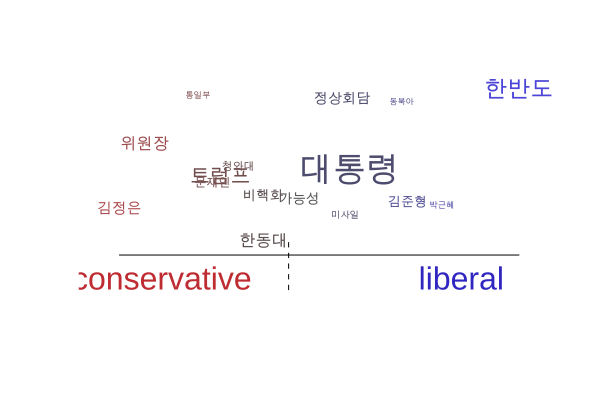 한반도
통일부
정상회담
동북아
위원장
청와대
대통령
트럼프
문재인
비핵화
가능성
김준형
박근혜
김정은
미사일
한동대
conservative
liberal